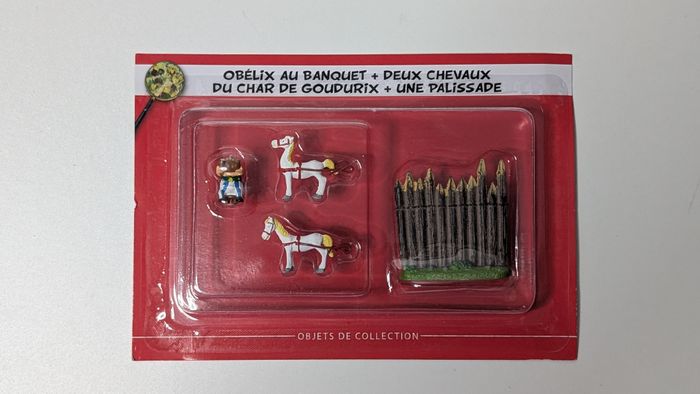 OBÉLIX AU BANQUET + DEUX CHEVAUX
DU CHAR DE GOUDURIX + UNE PALISSADE
OBJETS DE COLLECTION